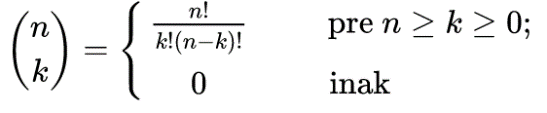 (n k) = { n! / k!(n−k)! pre n ≥ k ≥ 0;
0 inak